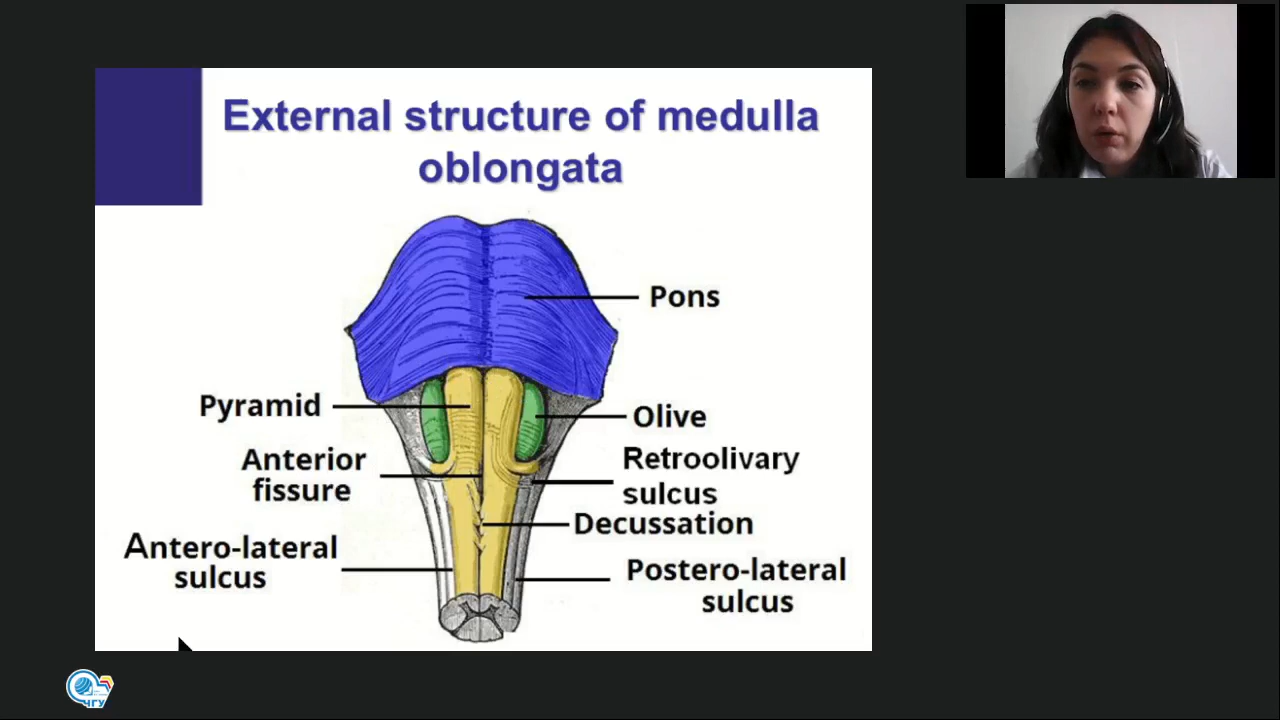 External structure of medulla
oblongata
Pons
Pyramid
Olive
Anterior
fissure
Retroolivary
sulcus
Decussation
Antero-lateral
sulcus
Postero-lateral
sulcus
ЧГУ